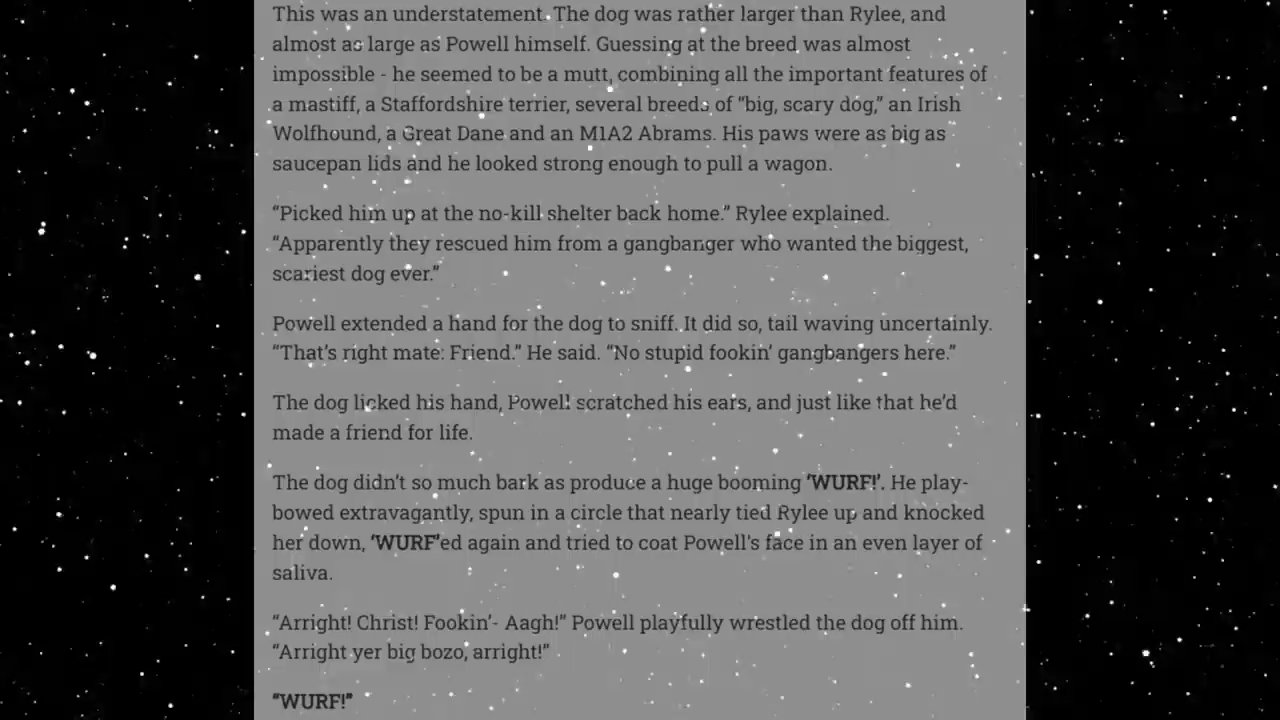 This was an understatement. The dog was rather larger than Rylee, and
almost as large as Powell himself. Guessing at the breed was almost
impossible - he seemed to be a mutt, combining all the important features of
a mastiff, a Staffordshire terrier, several breeds of “big, scary dog,” an Irish
Wolfhound, a Great Dane and an M1A2 Abrams. His paws were as big as
saucepan lids and he looked strong enough to pull a wagon.
“Picked him up at the no-kill shelter back home.” Rylee explained.
“Apparently they rescued him from a gangbanger who wanted the biggest,
scariest dog ever.”
Powell extended a hand for the dog to sniff. It did so, tail waving uncertainly.
“That’s right mate: Friend.” He said. “No stupid fookin’ gangbangers here.”
The dog licked his hand, Powell scratched his ears, and just like that he’d
made a friend for life.
The dog didn’t so much bark as produce a huge booming ‘WURF!’. He play-
bowed extravagantly, spun in a circle that nearly tied Rylee up and knocked
her down, ‘WURF’ed again and tried to coat Powell’s face in an even layer of
saliva.
“Arright! Christ! Fookin’- Aagh!” Powell playfully wrestled the dog off him.
“Arright yer big bozo, arright!”
“WURF!”